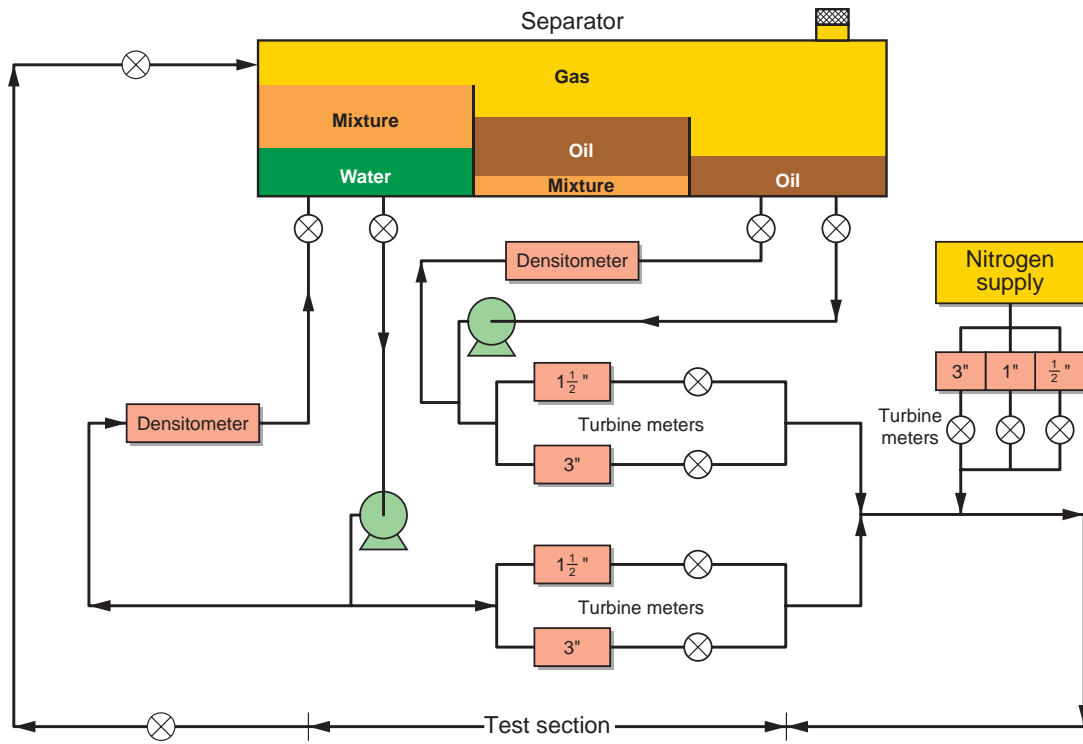 Separator
Gas
Mixture
Oil
Water
Mixture
Oil
Densitometer
Nitrogen
supply
3" 1" 1/2"
1 1/2 "
Turbine meters
3"
Turbine
meters
Densitometer
1 1/2 "
Turbine meters
3"
Test section